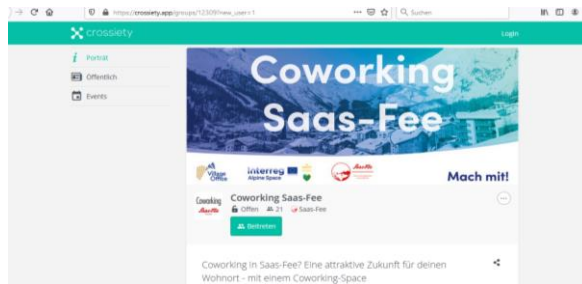 https://crossiety.app/groups/12309?new_user=1
Suchen
crossiety
Login
Porträt
Öffentlich
Events
Coworking
Saas-Fee
Village
Office
Interreg
Alpine Space
Mach mit!
Coworking
Coworking Saas-Fee
Offen 21 Saas-Fee
Beitreten
Coworking in Saas-Fee? Eine attraktive Zukunft für deinen
Wohnort - mit einem Coworking-Space